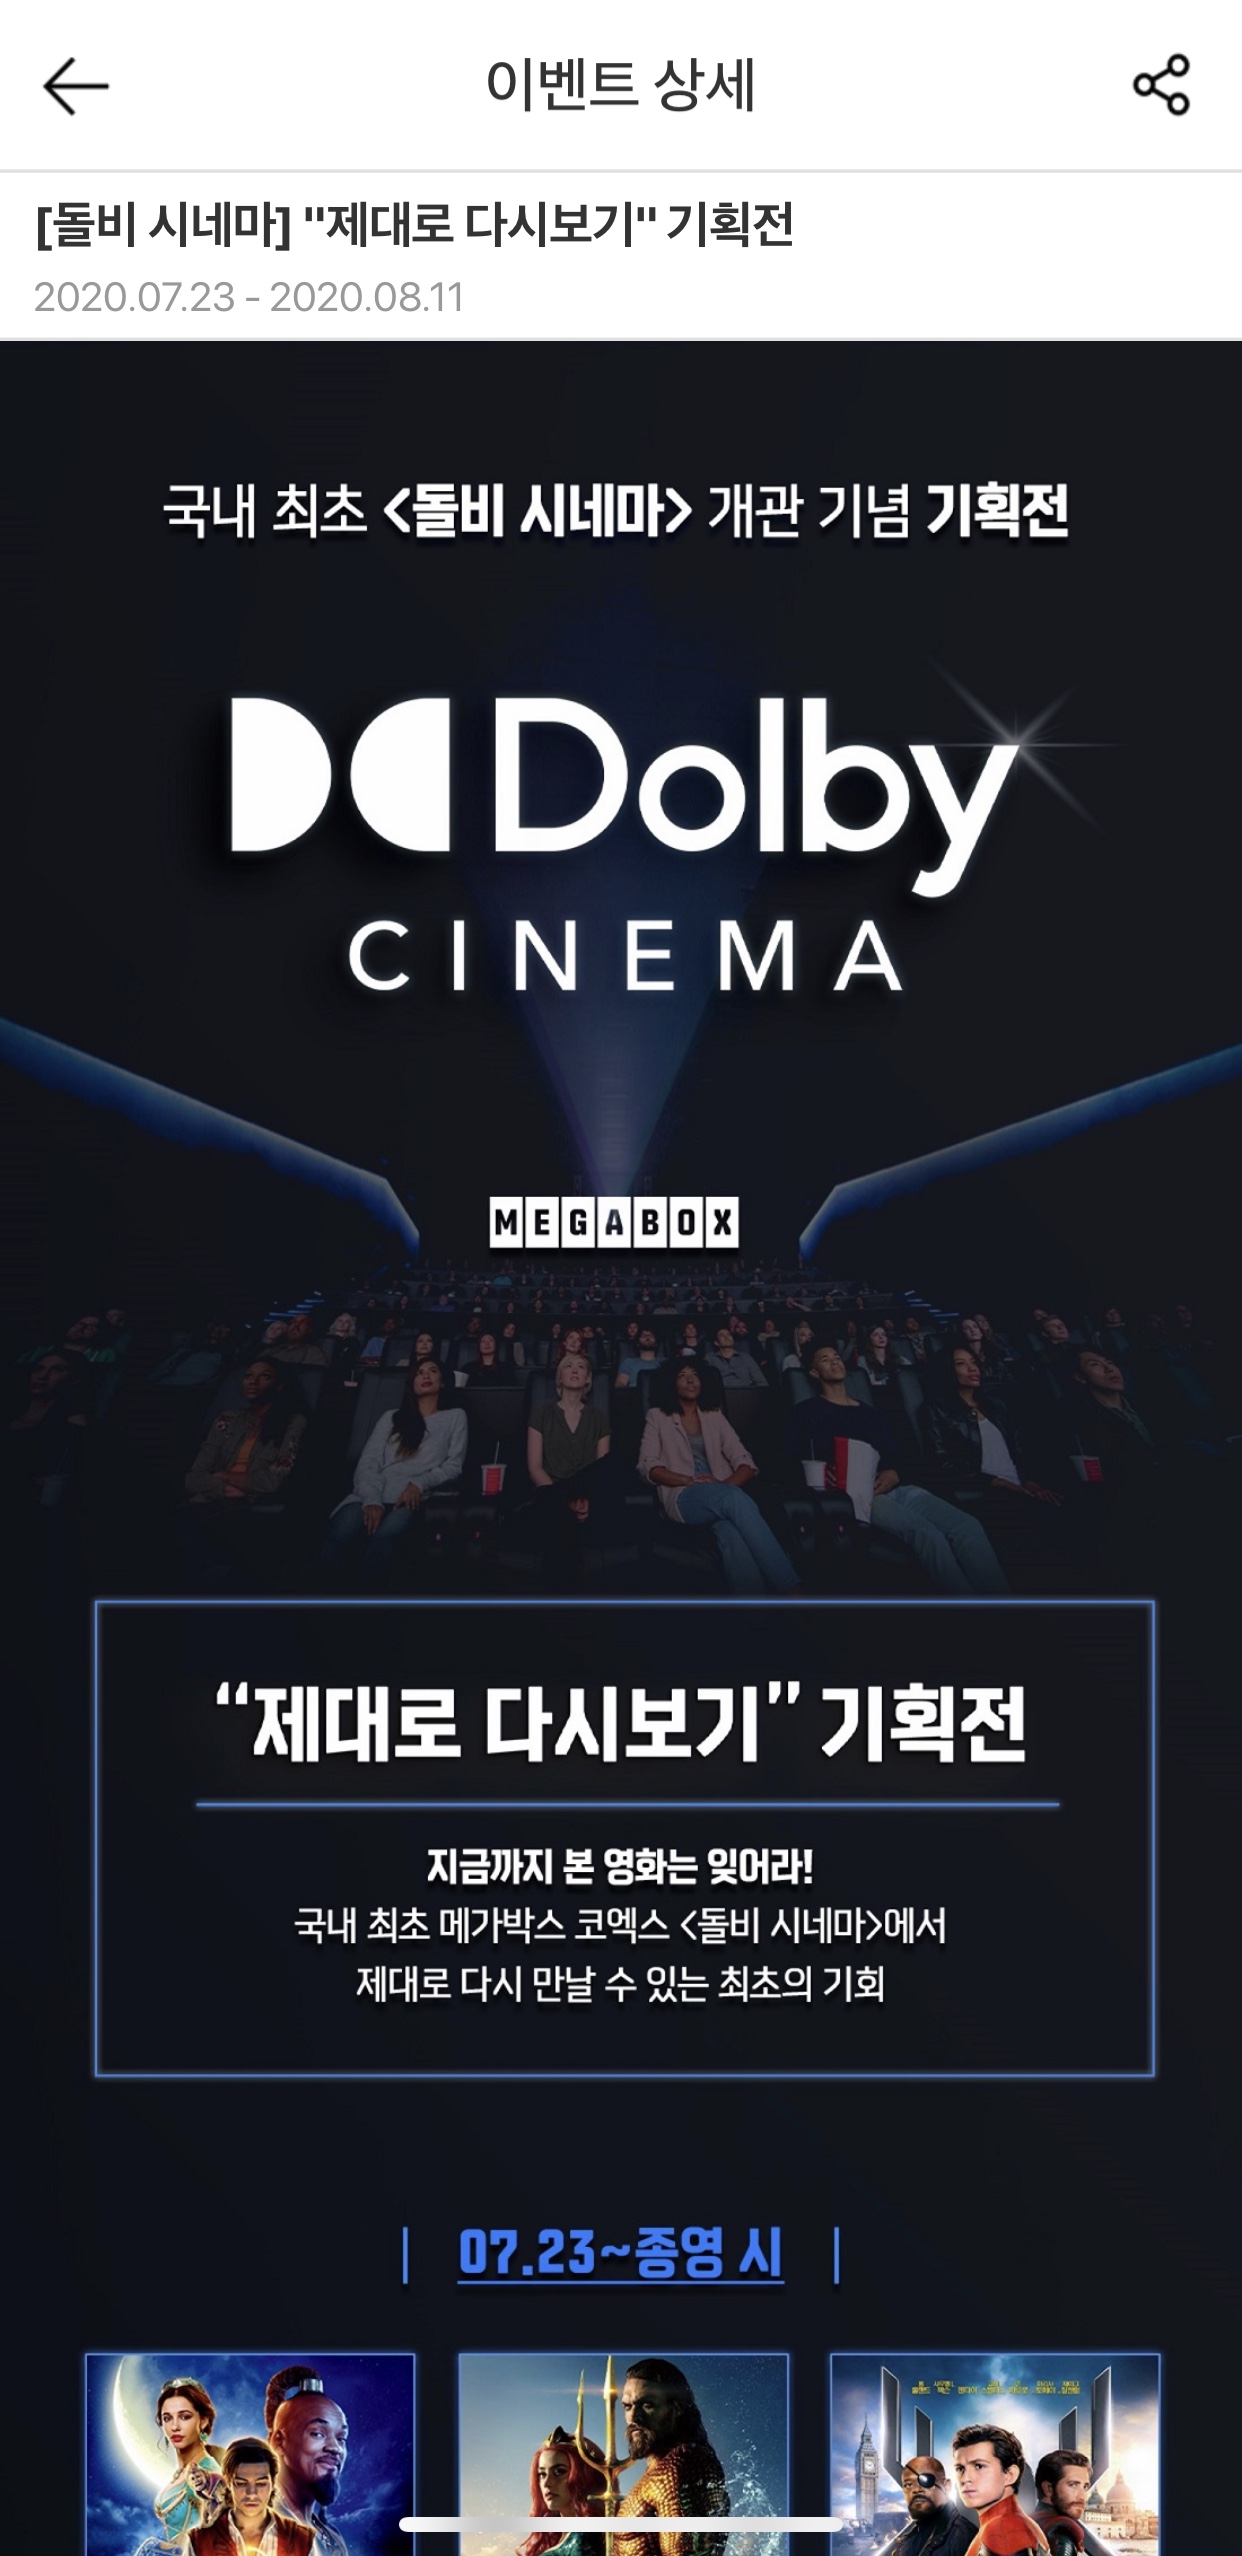 이벤트 상세
[돌비 시네마] "제대로 다시보기" 기획전
2020.07.23 - 2020.08.11
국내 최초 <돌비 시네마> 개관 기념 기획전
Dolby
CINEMA
MEGABOX
“제대로 다시보기” 기획전
지금까지 본 영화는 잊어라!
국내 최초 메가박스 코엑스 <돌비 시네마>에서
제대로 다시 만날 수 있는 최초의 기회
07.23~종영 시